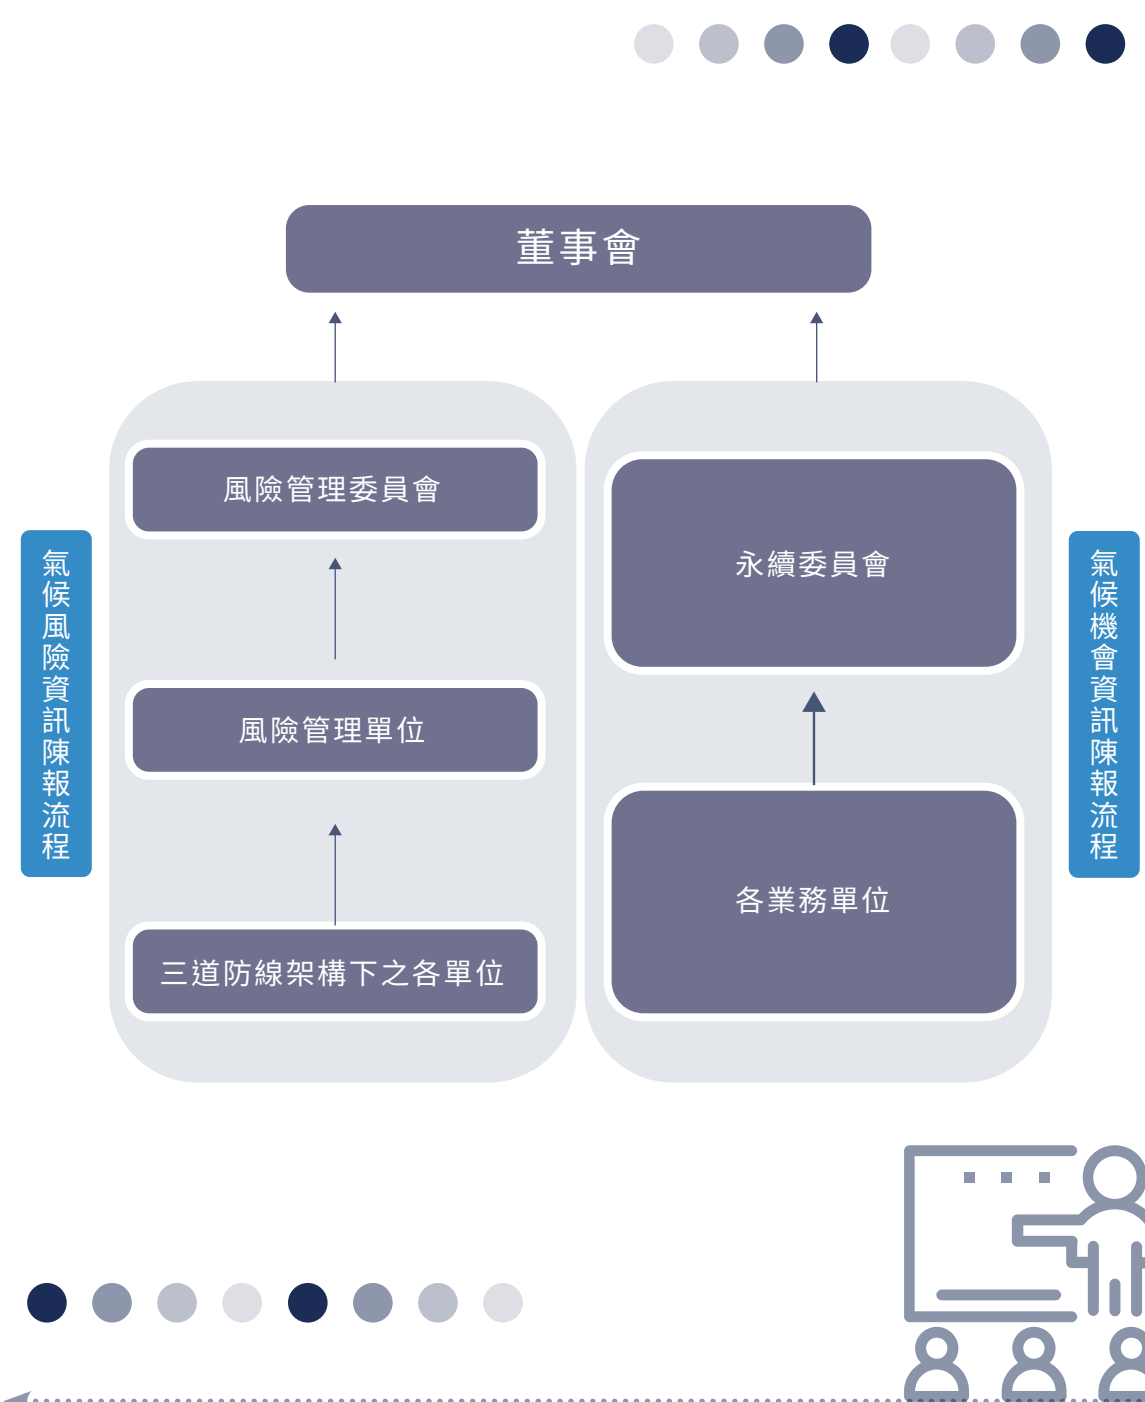 董事會
氣候風險資訊陳報流程
風險管理委員會
風險管理單位
三道防線架構下之各單位
永續委員會
各業務單位
氣候機會資訊陳報流程